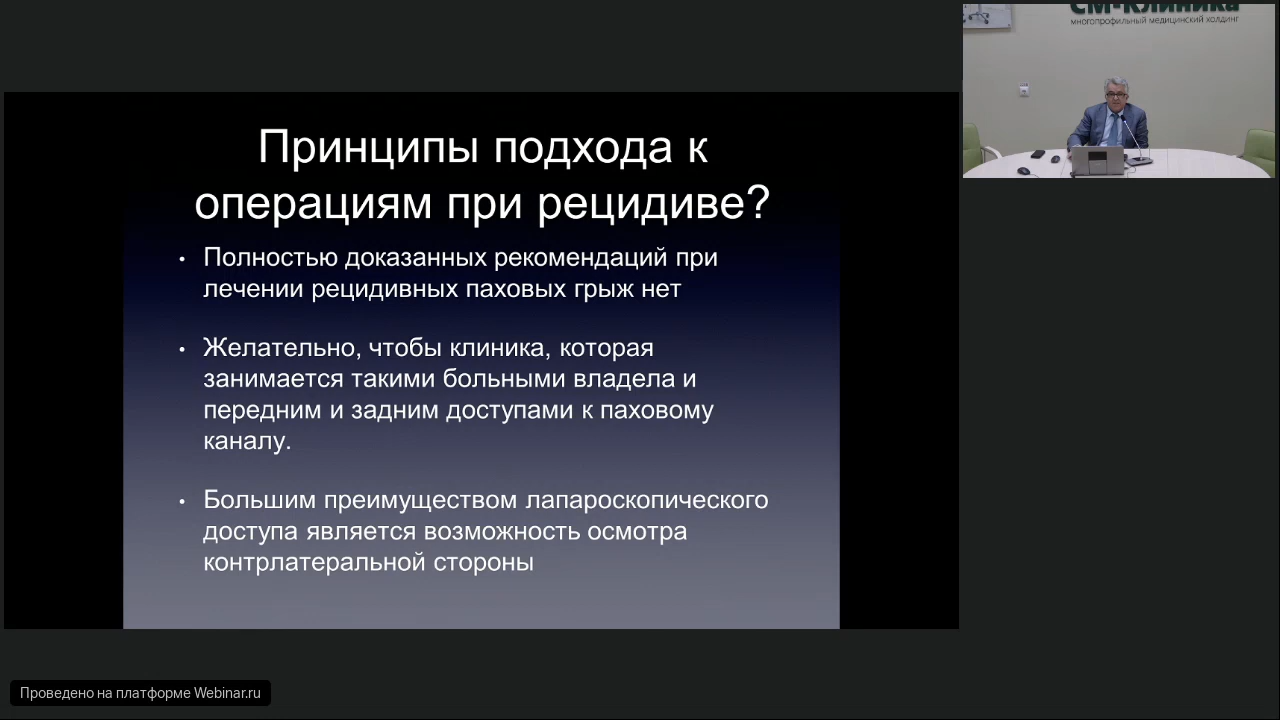 Принципы подхода к
операциям при рецидиве?
• Полностью доказанных рекомендаций при
лечении рецидивных паховых грыж нет
• Желательно, чтобы клиника, которая
занимается такими больными владела и
передним и задним доступами к паховому
каналу.
• Большим преимуществом лапароскопического
доступа является возможность осмотра
контрлатеральной стороны
СМ-Клиника
многопрофильный медицинский холдинг
Проведено на платформе Webinar.ru